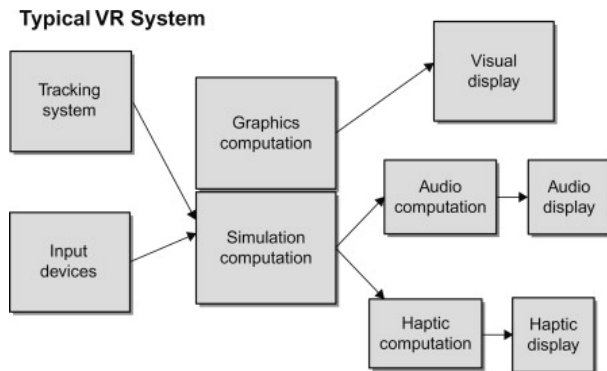 Typical VR System
Tracking
system
Graphics
computation
Visual
display
Input
devices
Simulation
computation
Audio
computation
Audio
display
Haptic
computation
Haptic
display